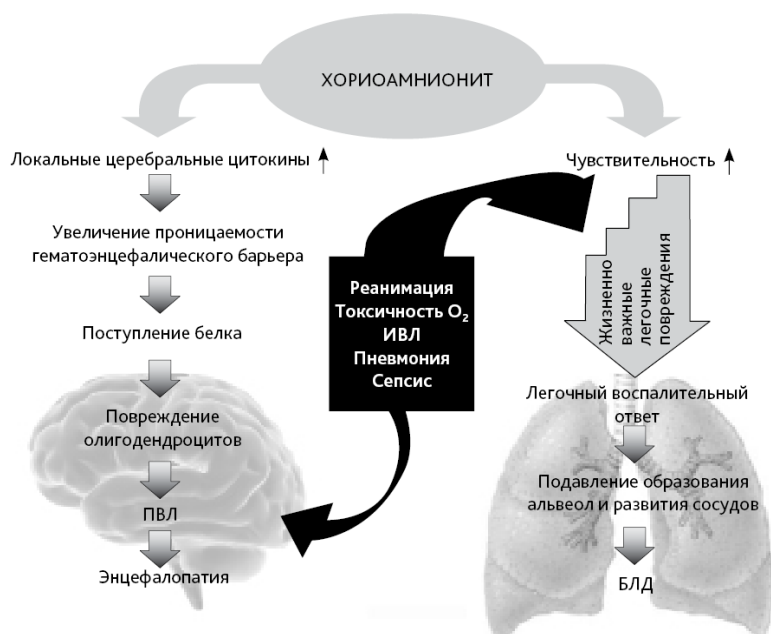 ХОРИОАМНИОНИТ
Локальные церебральные цитокины
Увеличение проницаемости
гематоэнцефалического барьера
Поступление белка
Повреждение
олигодендроцитов
ПВЛ
Энцефалопатия
Реанимация
Токсичность O₂
ИВЛ
Пневмония
Сепсис
Чувствительность
Жизненно
важные
легочные
повреждения
Легочный воспалительный
ответ
Подавление образования
альвеол и развития сосудов
БЛД